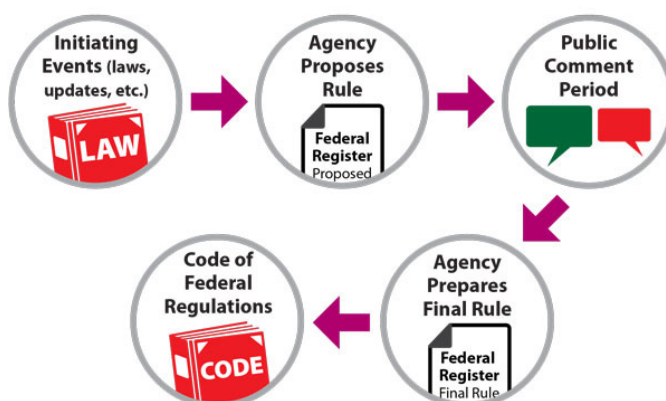 Initiating
Events (laws,
updates, etc.)
LAW
Agency
Proposes
Rule
Federal
Register
Proposed
Public
Comment
Period
Agency
Prepares
Final Rule
Federal
Register
Final Rule
Code of
Federal
Regulations
CODE